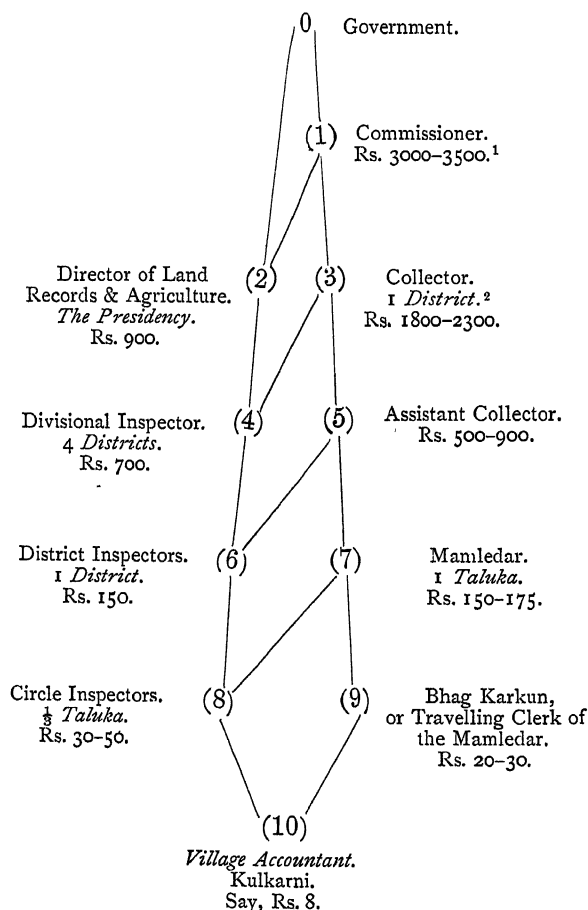 0 Government.
(1) Commissioner.
Rs. 3000–3500.¹
Director of Land
Records & Agriculture.
The Presidency.
Rs. 900.
(2)
(3)
Collector.
1 District.²
Rs. 1800–2300.
Divisional Inspector.
4 Districts.
Rs. 700.
(4)
(5)
Assistant Collector.
Rs. 500–900.
District Inspectors.
1 District.
Rs. 150.
(6)
(7)
Mamledar.
1 Taluka.
Rs. 150–175.
Circle Inspectors.
⅓ Taluka.
Rs. 30–50.
(8)
(9)
Bhag Karkun,
or Travelling Clerk of
the Mamledar.
Rs. 20–30.
(10)
Village Accountant.
Kulkarni.
Say, Rs. 8.